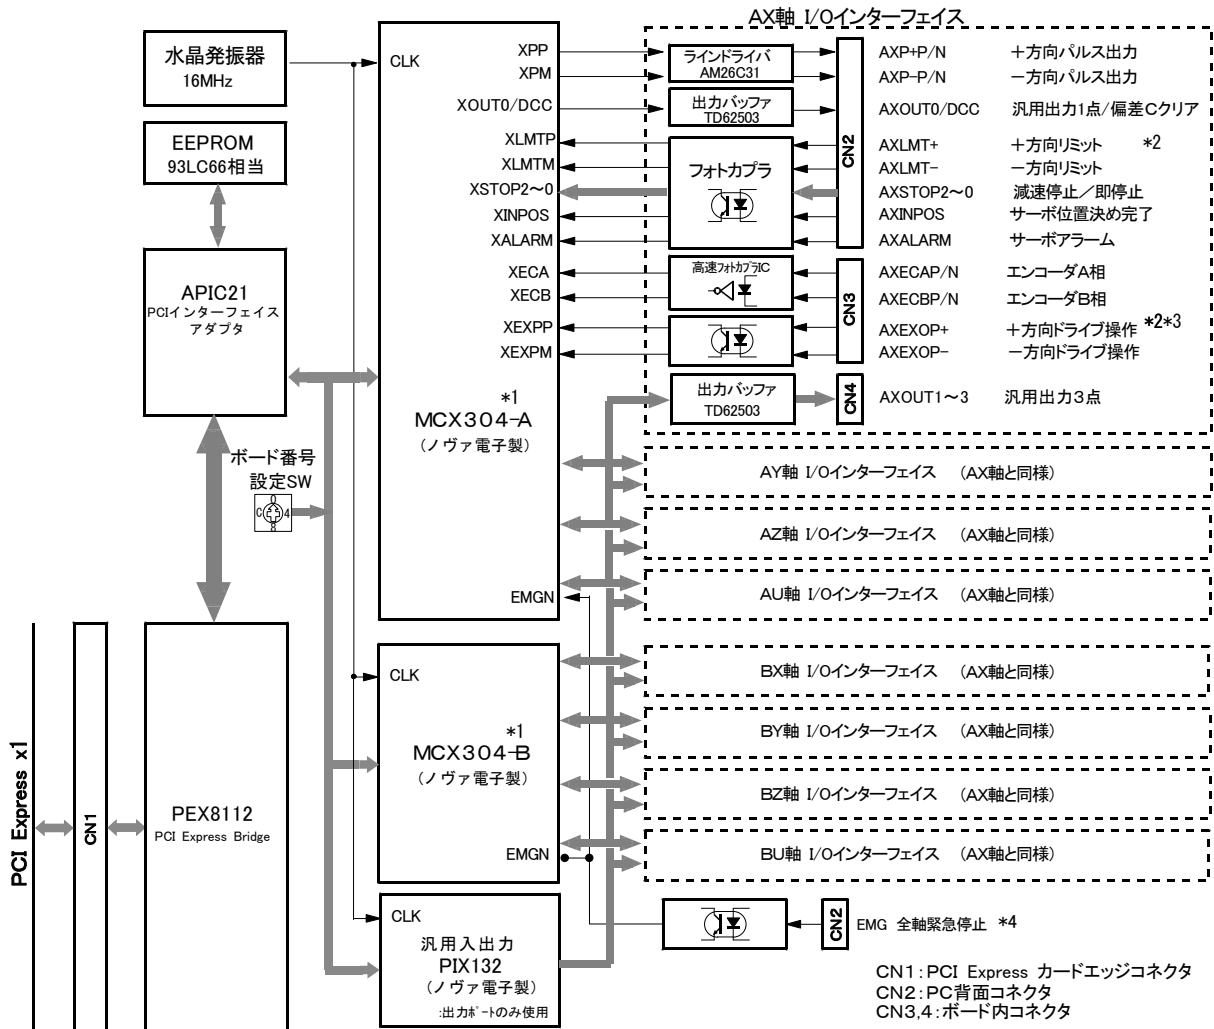 AX軸 I/Oインターフェイス
水晶発振器
16MHz
EEPROM
93LC66相当
APIC21
PCIインターフェイス
アダプタ
ボード番号
設定SW
0
C
4
8
PCI Express x1
CN1
PEX8112
PCI Express Bridge
CLK
XPP
XPM
XOUT0/DCC
XLMTP
XLMTM
XSTOP2～0
XINPOS
XALARM
XECA
XECB
XEXPP
XEXPM
*1
MCX304-A
(ノヴァ電子製)
EMGN
CLK
*1
MCX304-B
(ノヴァ電子製)
EMGN
CLK
汎用入出力
PIX132
(ノヴァ電子製)
:出力ポートのみ使用
ラインドライバ
AM26C31
出力バッファ
TD62503
フォトカプラ
高速フォトカプラIC
出力バッファ
TD62503
CN2
CN3
CN4
AXP+P/N ＋方向パルス出力
AXP-P/N －方向パルス出力
AXOUT0/DCC 汎用出力1点/偏差Cクリア
AXLMT+ ＋方向リミット *2
AXLMT- －方向リミット
AXSTOP2～0 減速停止／即停止
AXINPOS サーボ位置決め完了
AXALARM サーボアラーム
AXECAP/N エンコーダA相
AXECBP/N エンコーダB相
AXEXOP+ ＋方向ドライブ操作 *2*3
AXEXOP- －方向ドライブ操作
AXOUT1～3 汎用出力3点
AY軸 I/Oインターフェイス (AX軸と同様)
AZ軸 I/Oインターフェイス (AX軸と同様)
AU軸 I/Oインターフェイス (AX軸と同様)
BX軸 I/Oインターフェイス (AX軸と同様)
BY軸 I/Oインターフェイス (AX軸と同様)
BZ軸 I/Oインターフェイス (AX軸と同様)
BU軸 I/Oインターフェイス (AX軸と同様)
CN2
EMG 全軸緊急停止 *4
CN1:PCI Express カードエッジコネクタ
CN2:PC背面コネクタ
CN3,4:ボード内コネクタ